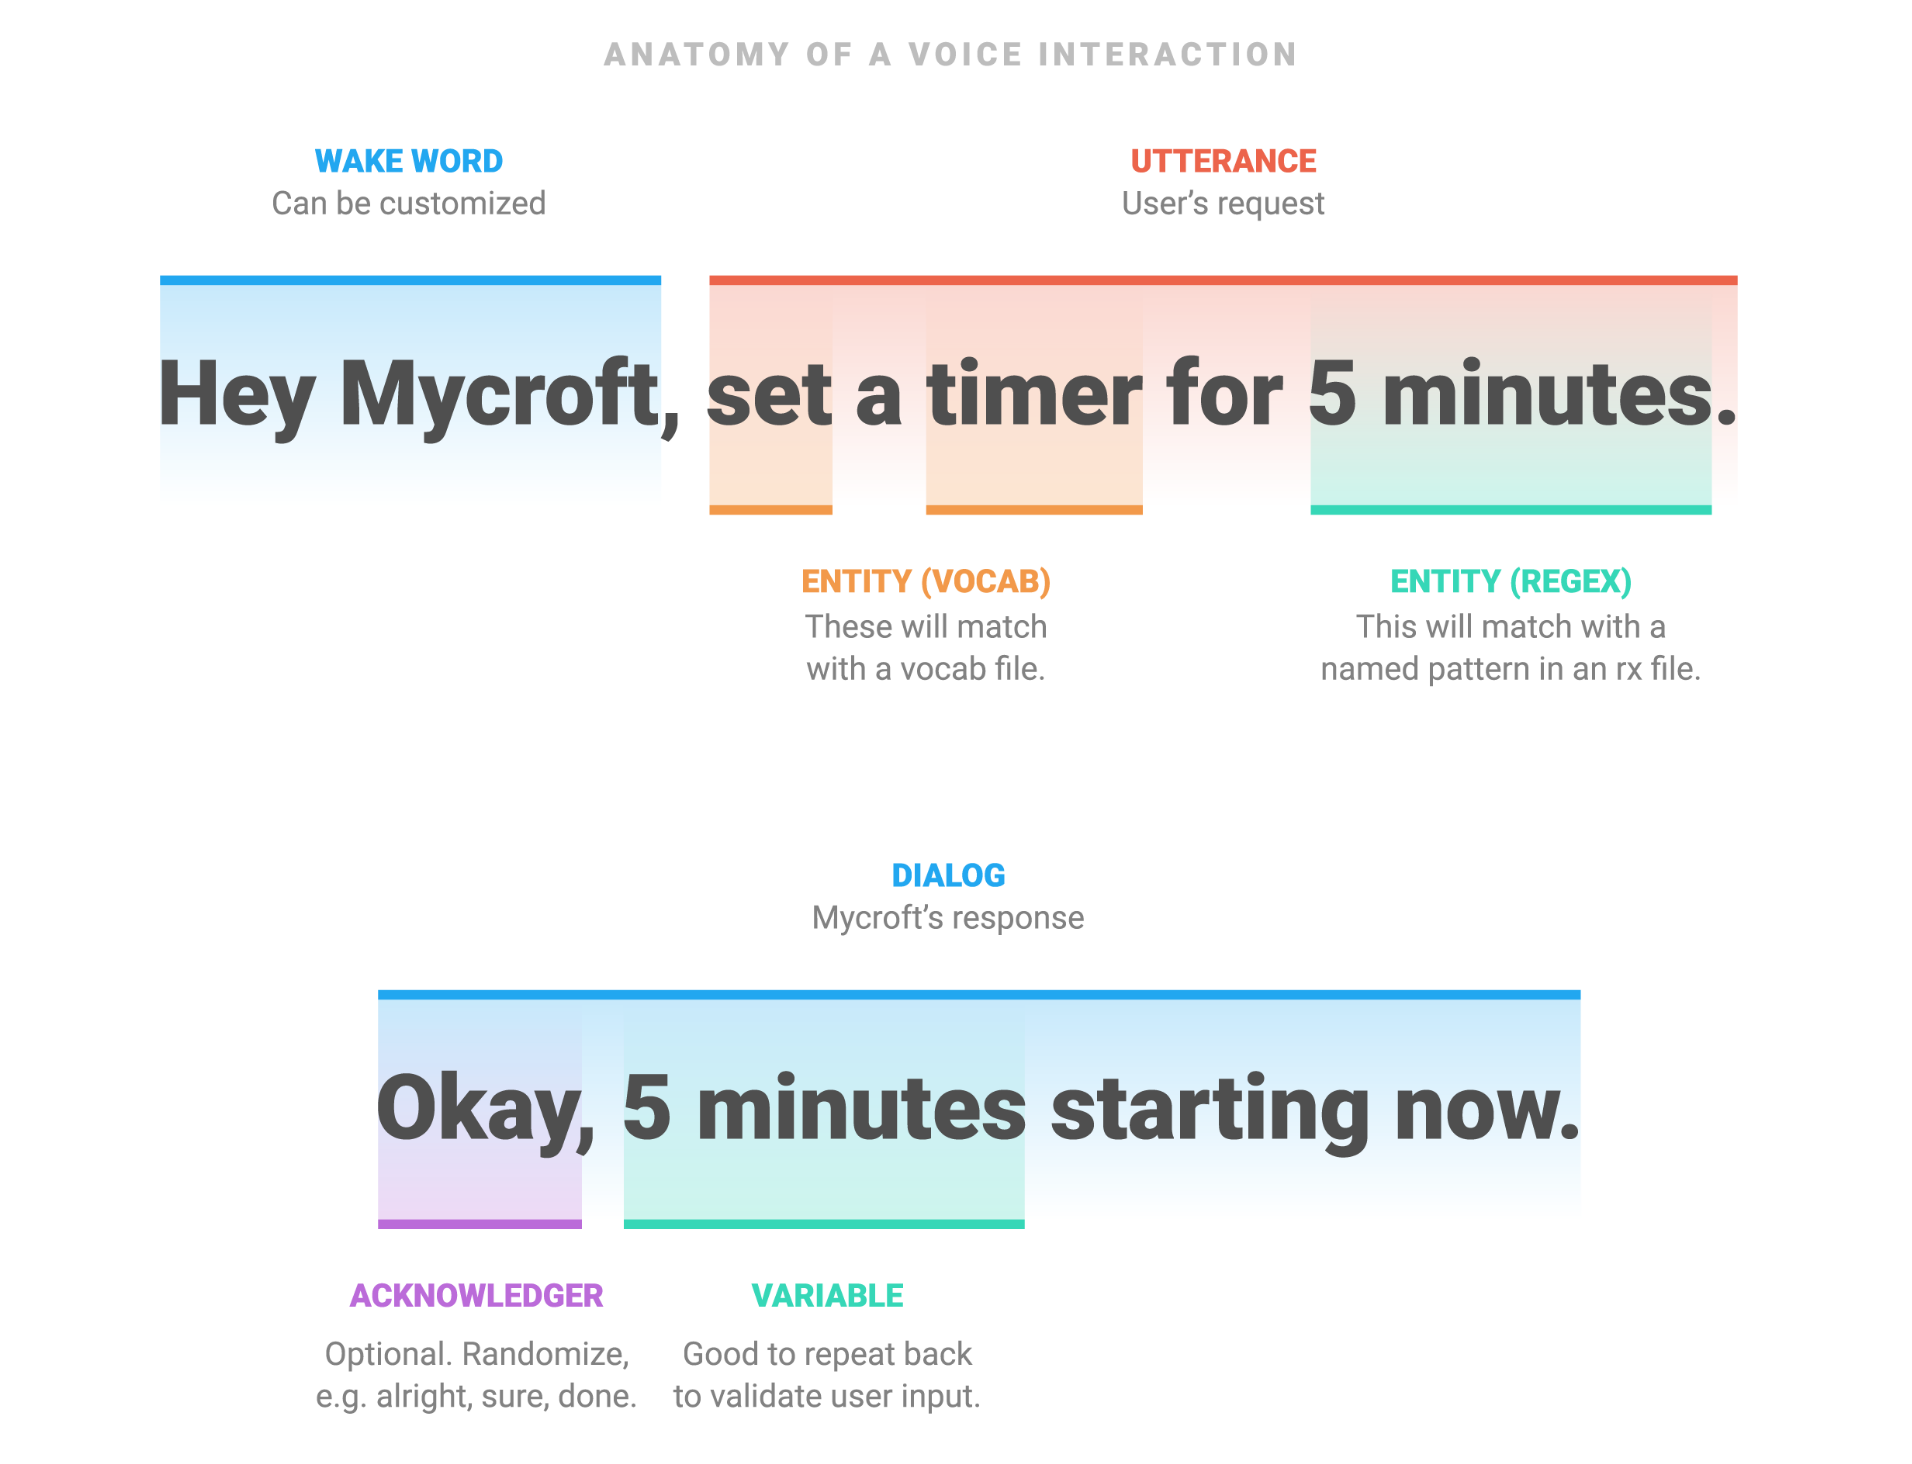 ANATOMY OF A VOICE INTERACTION
WAKE WORD
Can be customized
UTTERANCE
User’s request
Hey Mycroft, set a timer for 5 minutes.
ENTITY (VOCAB)
These will match
with a vocab file.
ENTITY (REGEX)
This will match with a
named pattern in an rx file.
DIALOG
Mycroft’s response
Okay, 5 minutes starting now.
ACKNOWLEDGER
Optional. Randomize,
e.g. alright, sure, done.
VARIABLE
Good to repeat back
to validate user input.